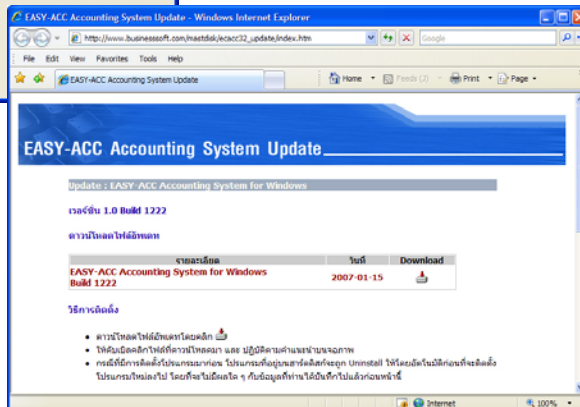 EASY-ACC Accounting System Update - Windows Internet Explorer
http://www.businesssoft.com/mastdisk/ecacc32_update/index.htm
Google
File Edit View Favorites Tools Help
EASY-ACC Accounting System Update
Home Feeds (2) Print Page
EASY-ACC Accounting System Update
Update : EASY-ACC Accounting System for Windows
เวอร์ชั่น 1.0 Build 1222
ดาวน์โหลดไฟล์อัพเดท
รายละเอียด วันที่ Download
EASY-ACC Accounting System for Windows
Build 1222
2007-01-15
วิธีการติดตั้ง
ดาวน์โหลดไฟล์อัพเดทโดยคลิก
ให้ดับเบิลคลิกไฟล์ที่ดาวน์โหลดมา และ ปฏิบัติตามคำแนะนำบนจอภาพ
กรณีที่มีการติดตั้งโปรแกรมมาก่อน โปรแกรมที่อยู่บนฮาร์ดดิสก์จะถูก Uninstall ให้โดยอัตโนมัติก่อนที่จะติดตั้ง
โปรแกรมใหม่ลงไป โดยที่จะไม่มีผลใด ๆ กับข้อมูลที่ท่านได้บันทึกไปแล้วก่อนหน้านี้
Internet 100%